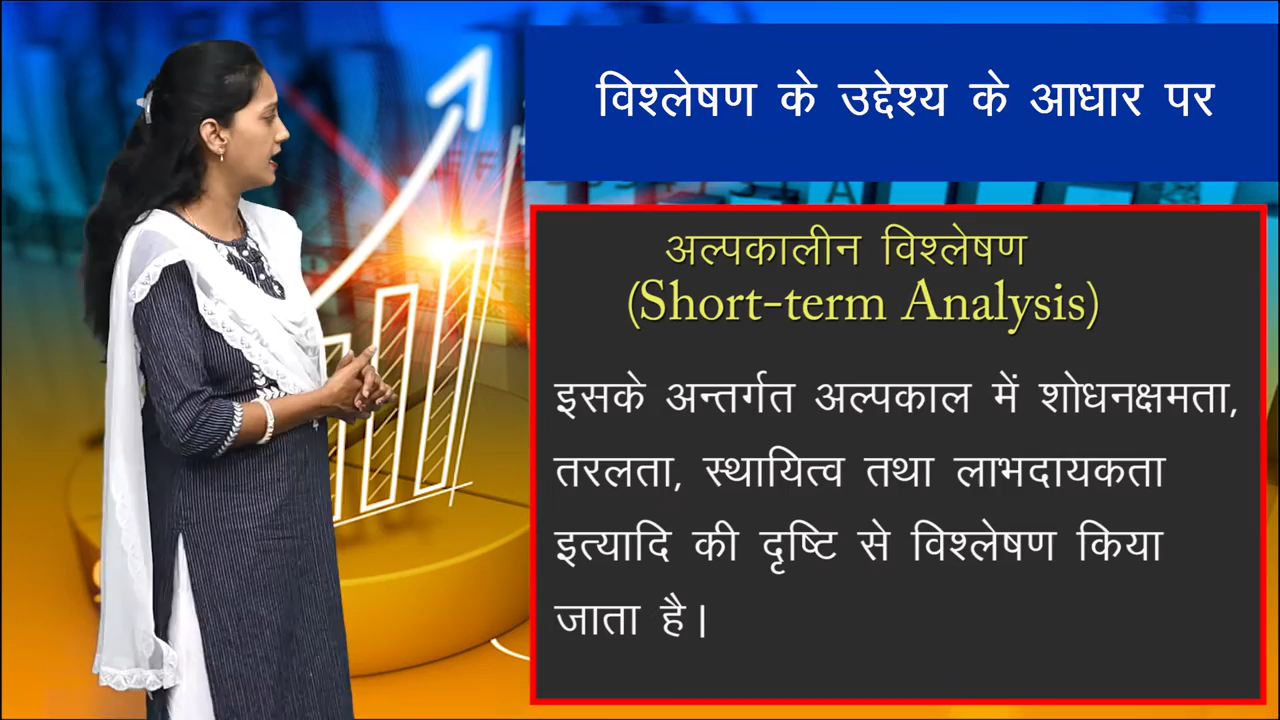 विश्लेषण के उद्देश्य के आधार पर
अल्पकालीन विश्लेषण
(Short-term Analysis)
इसके अन्तर्गत अल्पकाल में शोधनक्षमता,
तरलता, स्थायित्व तथा लाभदायकता
इत्यादि की दृष्टि से विश्लेषण किया
जाता है।